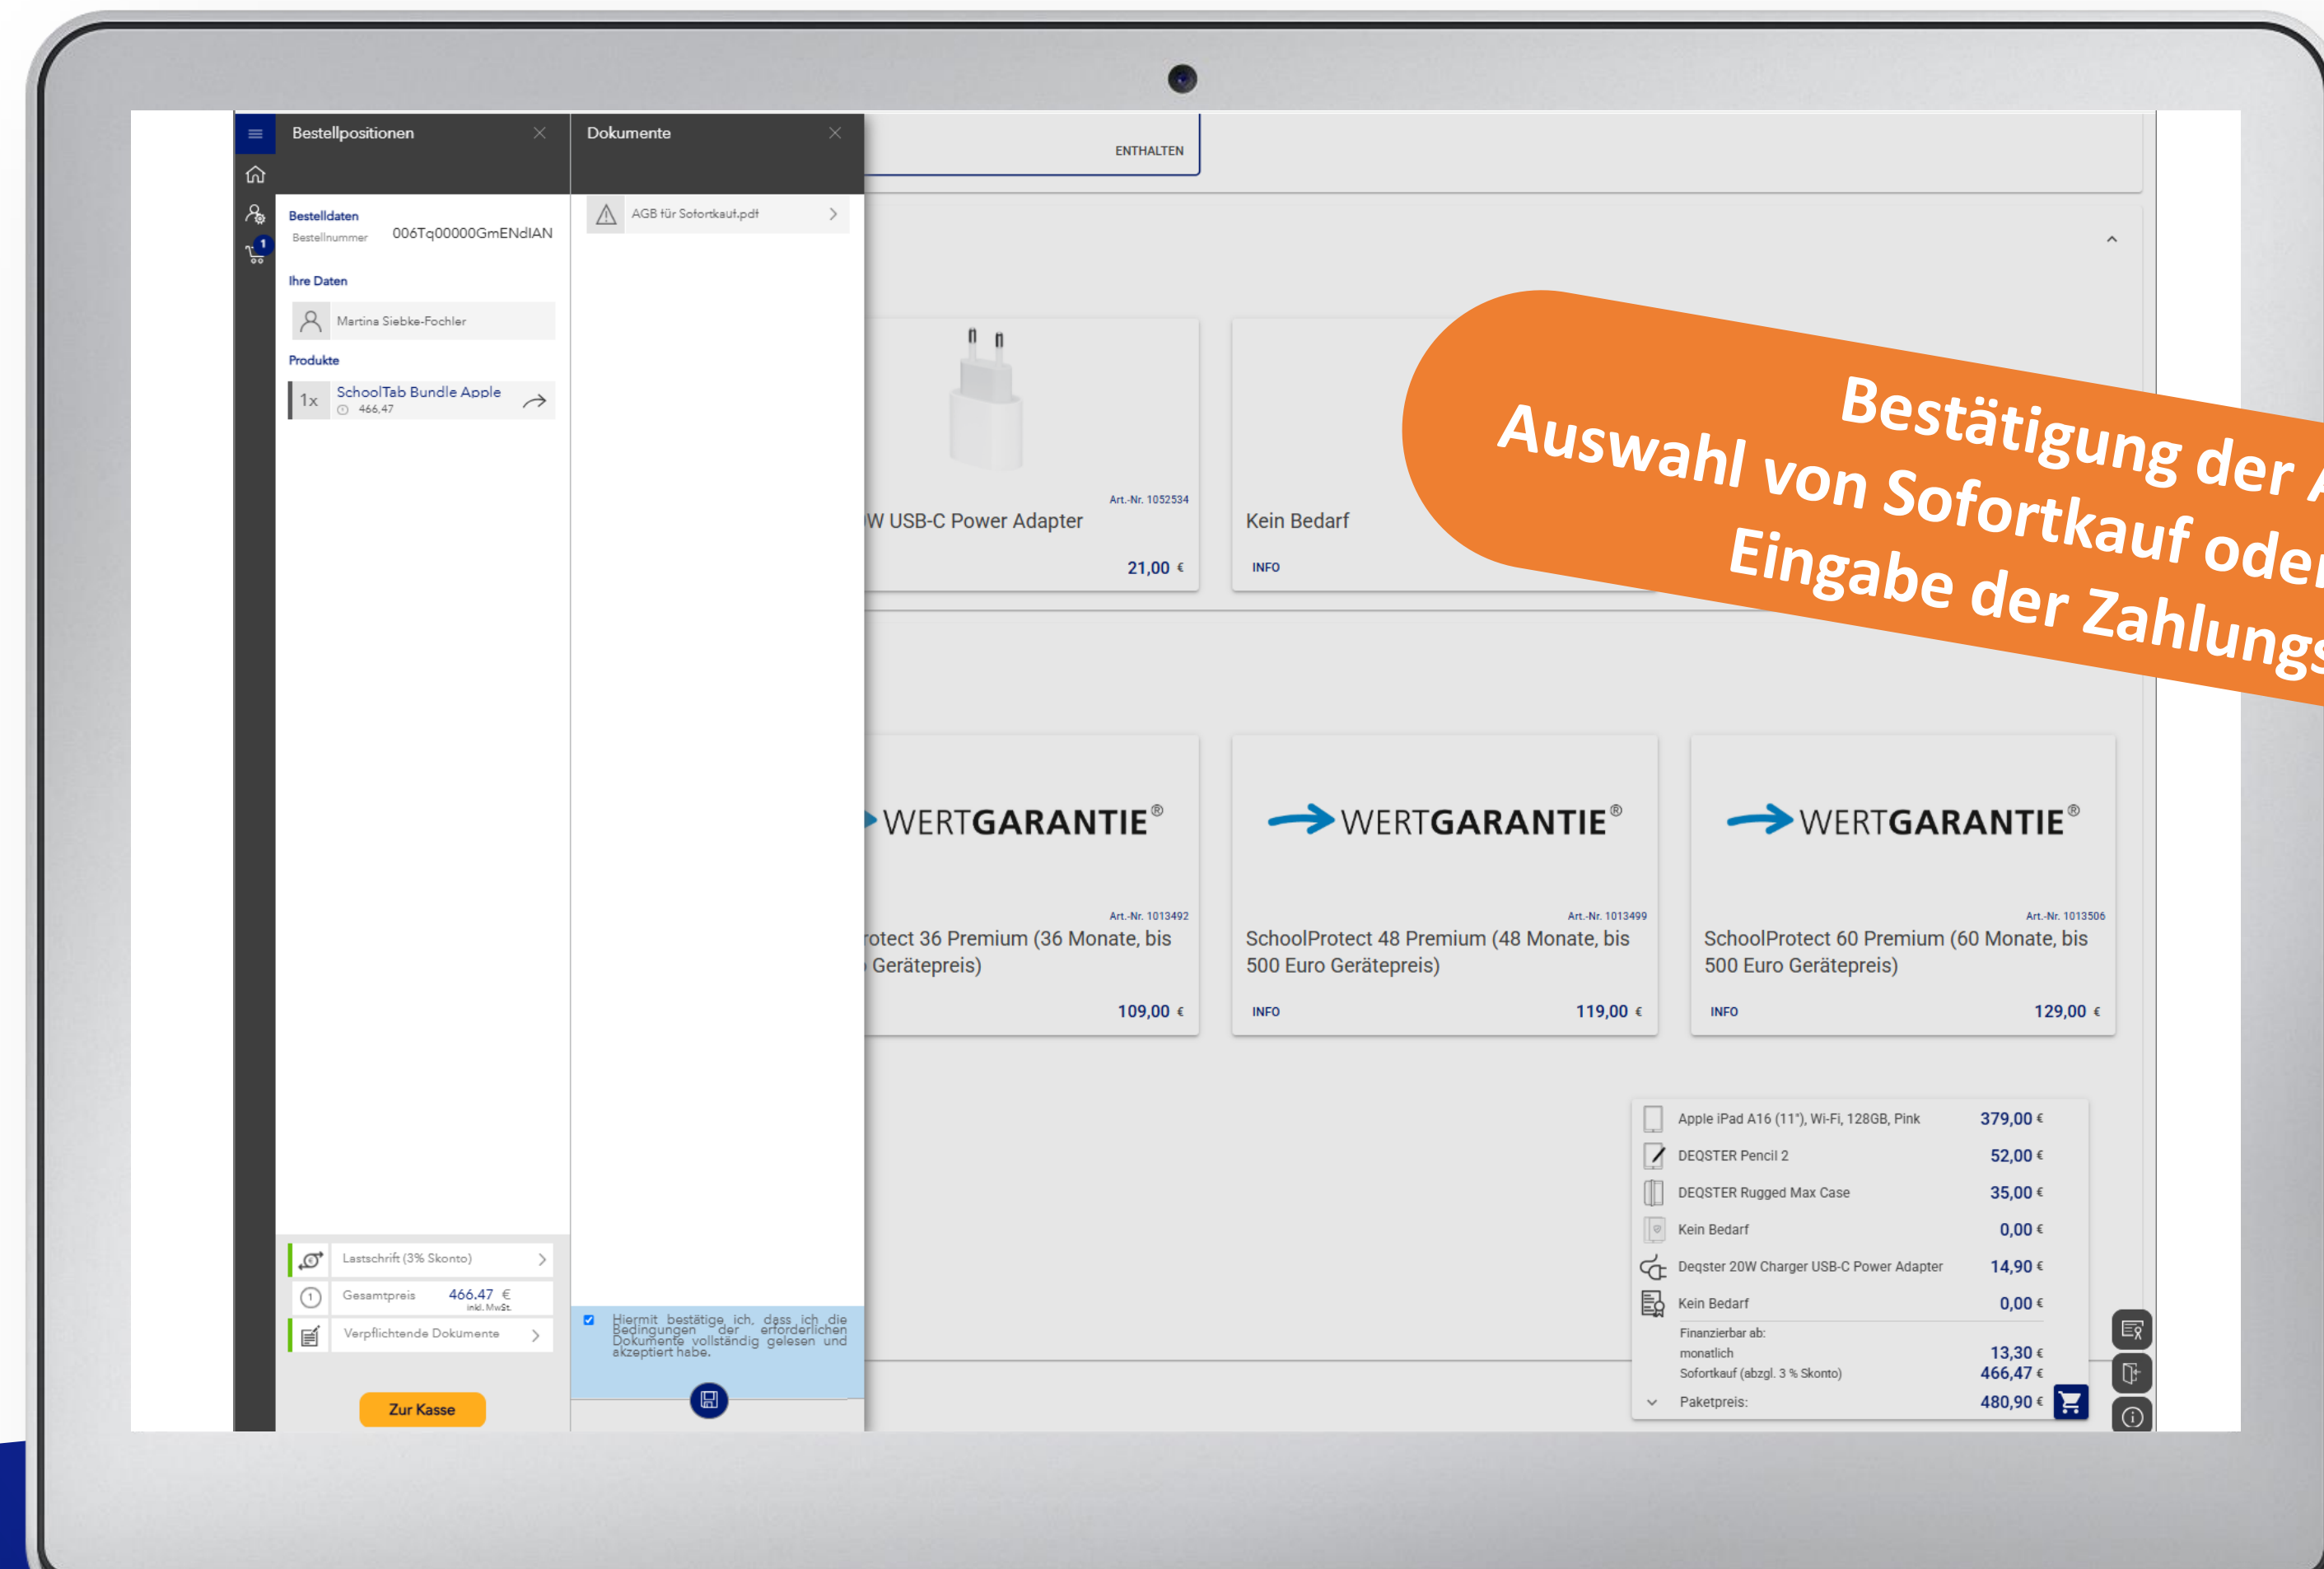 Bestellpositionen
Dokumente
Bestelldaten
Bestellnummer 006Tq00000GmENdIAN
Ihre Daten
Martina Siebke-Fochler
Produkte
1x SchoolTab Bundle Apple
466,47
Lastschrift (3% Skonto)
Gesamtpreis 466,47 €
inkl. MwSt.
Verpflichtende Dokumente
Zur Kasse
AGB für Sofortkauf.pdf
Hiermit bestätige ich, dass ich die
Bedingungen der erforderlichen
Dokumente vollständig gelesen und
akzeptiert habe.
ENTHALTEN
Art.-Nr. 1052534
W USB-C Power Adapter
21,00 €
Kein Bedarf
INFO
Bestätigung der
Auswahl von Sofortkauf oder
Eingabe der Zahlungs
WERTGARANTIE®
Art.-Nr. 1013492
rotect 36 Premium (36 Monate, bis
Gerätepreis)
109,00 €
WERTGARANTIE®
Art.-Nr. 1013499
SchoolProtect 48 Premium (48 Monate, bis
500 Euro Gerätepreis)
INFO 119,00 €
WERTGARANTIE®
Art.-Nr. 1013506
SchoolProtect 60 Premium (60 Monate, bis
500 Euro Gerätepreis)
INFO 129,00 €
Apple iPad A16 (11"), Wi-Fi, 128GB, Pink 379,00 €
DEQSTER Pencil 2 52,00 €
DEQSTER Rugged Max Case 35,00 €
Kein Bedarf 0,00 €
Deqster 20W Charger USB-C Power Adapter 14,90 €
Kein Bedarf 0,00 €
Finanzierbar ab:
monatlich 13,30 €
Sofortkauf (abzgl. 3 % Skonto) 466,47 €
Paketpreis: 480,90 €